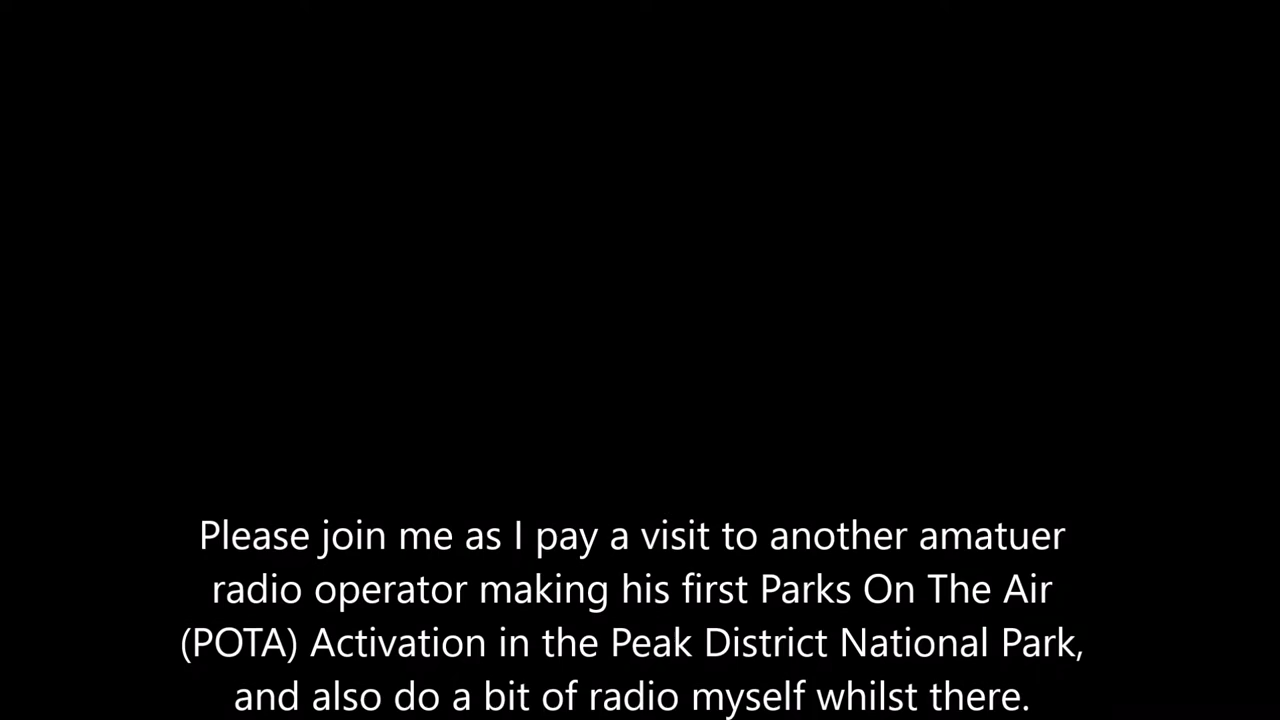 Please join me as I pay a visit to another amatuer
radio operator making his first Parks On The Air
(POTA) Activation in the Peak District National Park,
and also do a bit of radio myself whilst there.